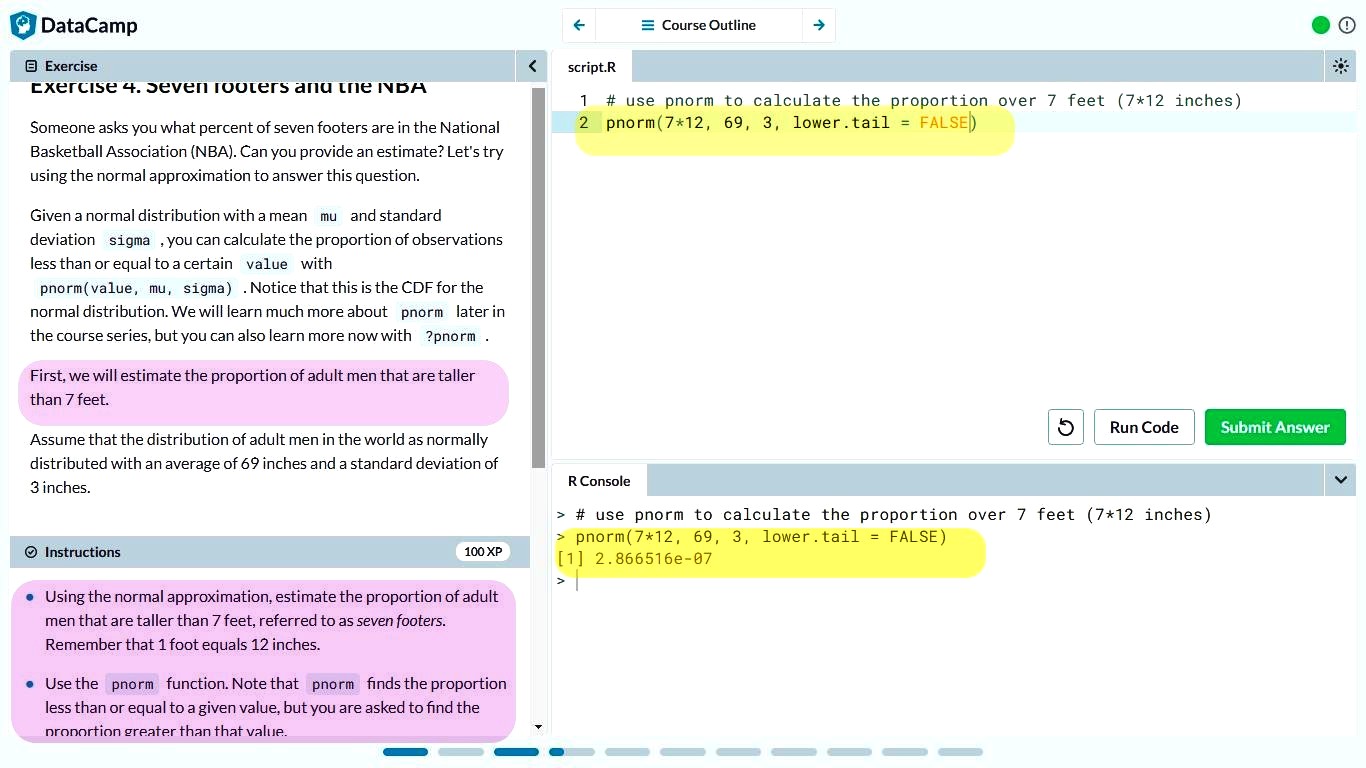 DataCamp
Course Outline
Exercise
Exercise 4. Seven footers and the NBA
Someone asks you what percent of seven footers are in the National
Basketball Association (NBA). Can you provide an estimate? Let's try
using the normal approximation to answer this question.
Given a normal distribution with a mean mu and standard
deviation sigma , you can calculate the proportion of observations
less than or equal to a certain value with
pnorm(value, mu, sigma) . Notice that this is the CDF for the
normal distribution. We will learn much more about pnorm later in
the course series, but you can also learn more now with ?pnorm .
First, we will estimate the proportion of adult men that are taller
than 7 feet.
Assume that the distribution of adult men in the world as normally
distributed with an average of 69 inches and a standard deviation of
3 inches.
Instructions
100 XP
Using the normal approximation, estimate the proportion of adult
men that are taller than 7 feet, referred to as seven footers.
Remember that 1 foot equals 12 inches.
Use the pnorm function. Note that pnorm finds the proportion
less than or equal to a given value, but you are asked to find the
proportion greater than that value.
script.R
1 # use pnorm to calculate the proportion over 7 feet (7*12 inches)
2 pnorm(7*12, 69, 3, lower.tail = FALSE)
Run Code
Submit Answer
R Console
> # use pnorm to calculate the proportion over 7 feet (7*12 inches)
> pnorm(7*12, 69, 3, lower.tail = FALSE)
[1] 2.866516e-07
>